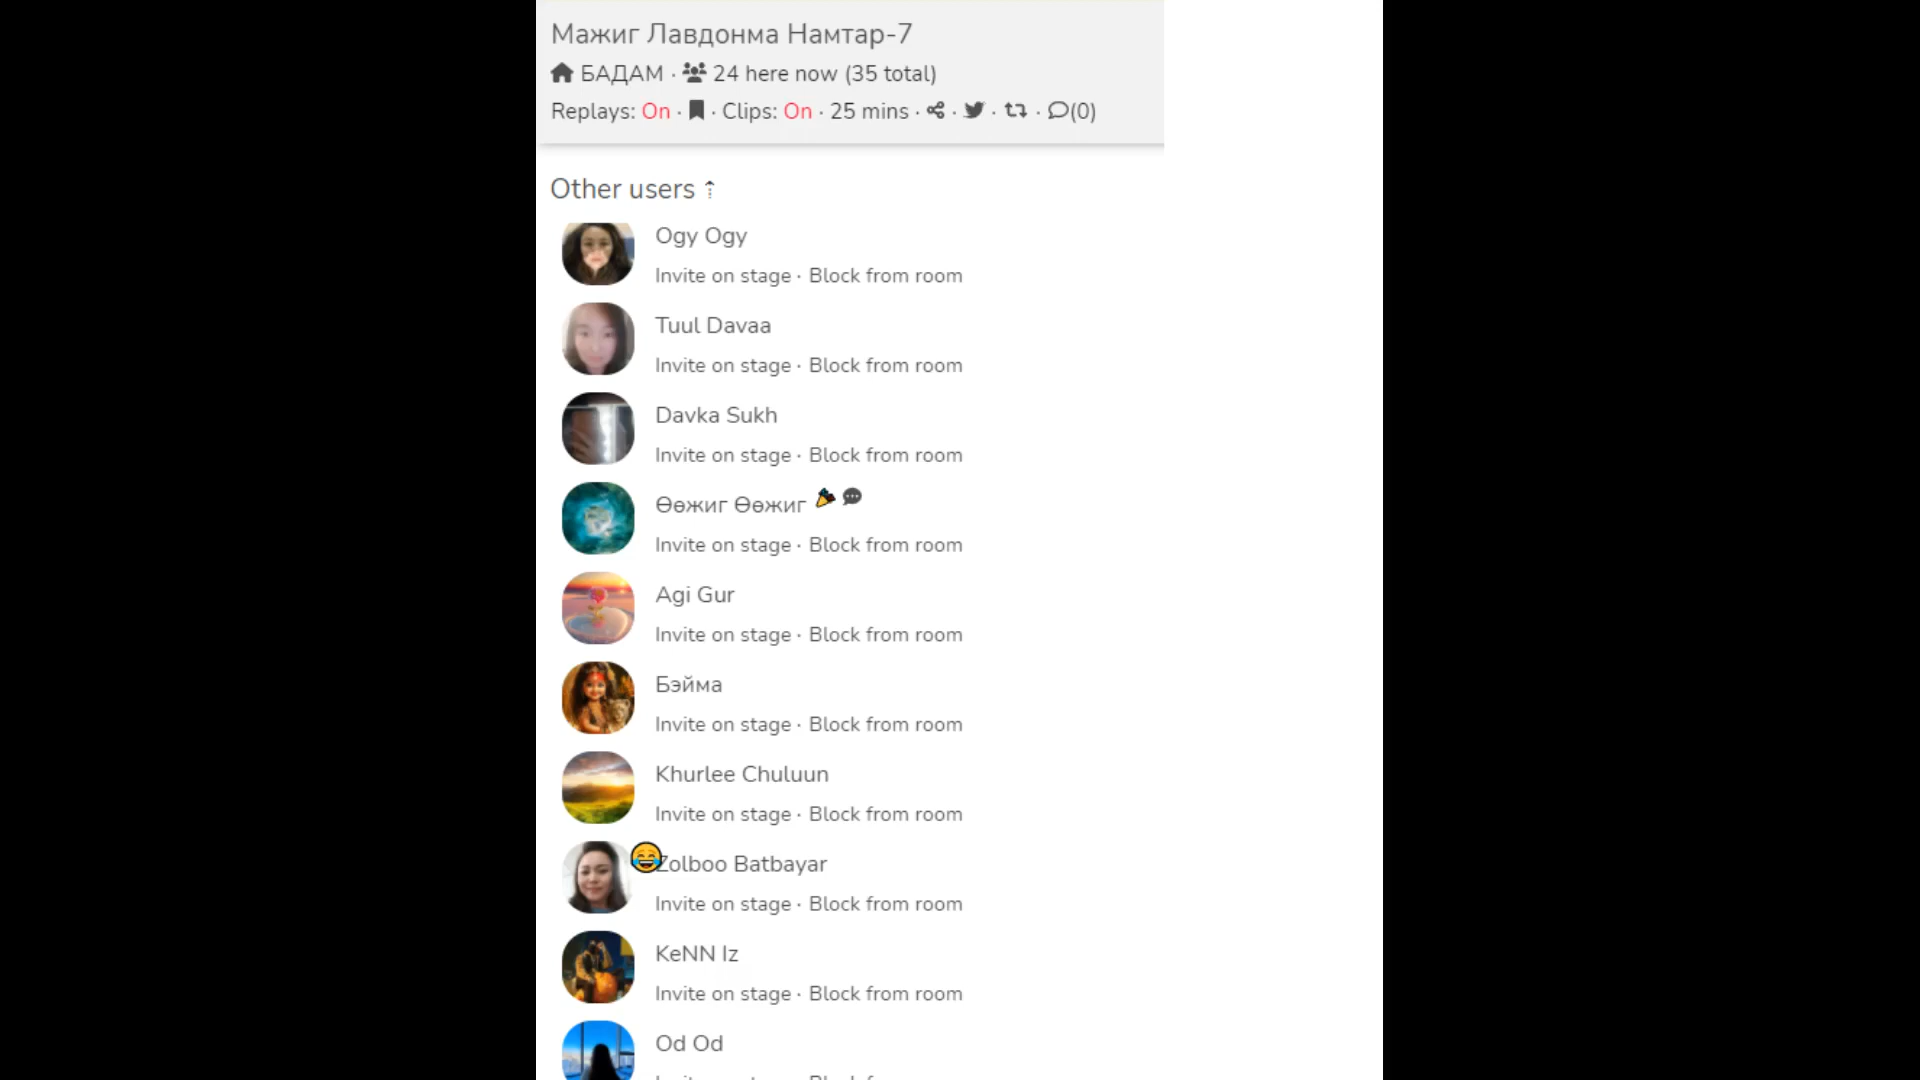 Мажиг Лавдонма Намтар-7
БАДАМ · 24 here now (35 total)
Replays: On · · Clips: On · 25 mins · · · · (0)
Other users
Ogy Ogy
Invite on stage · Block from room
Tuul Davaa
Invite on stage · Block from room
Davka Sukh
Invite on stage · Block from room
Өөжиг Өөжиг
Invite on stage · Block from room
Agi Gur
Invite on stage · Block from room
Бэйма
Invite on stage · Block from room
Khurlee Chuluun
Invite on stage · Block from room
Zolboo Batbayar
Invite on stage · Block from room
KeNN Iz
Invite on stage · Block from room
Od Od